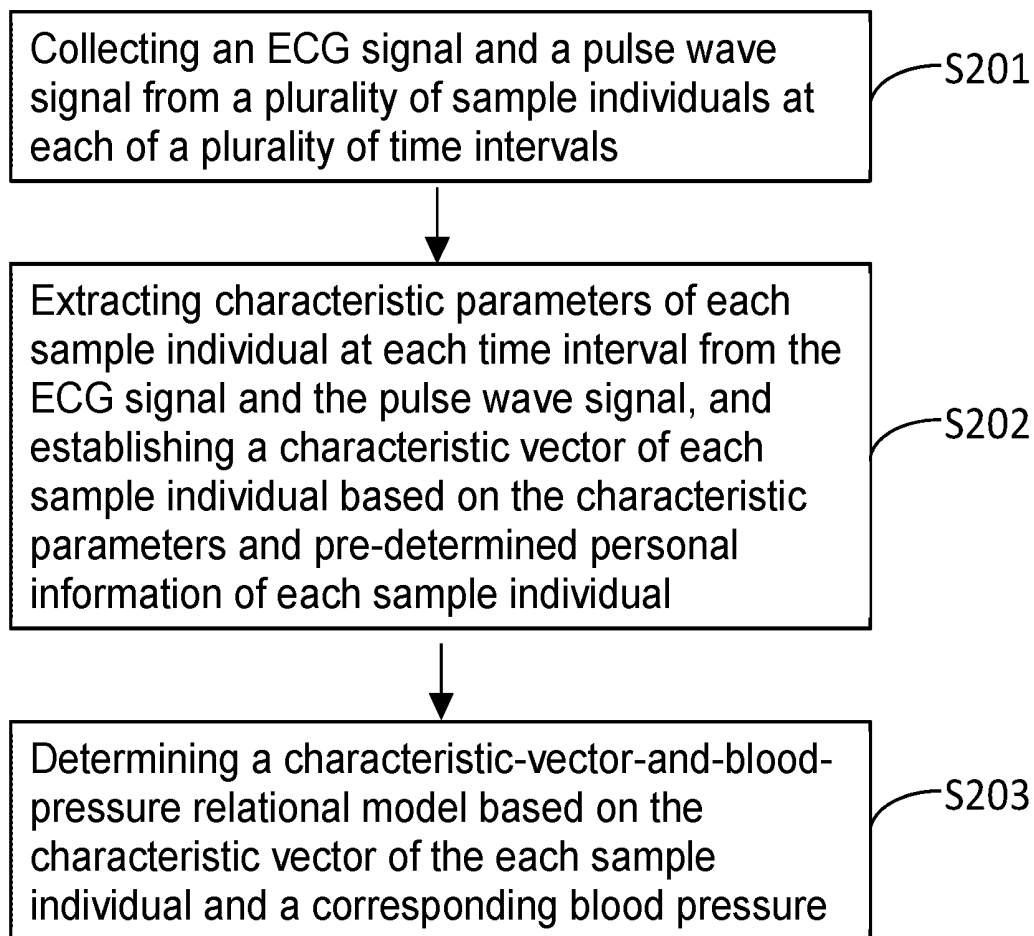 Collecting an ECG signal and a pulse wave
signal from a plurality of sample individuals at
each of a plurality of time intervals
S201
Extracting characteristic parameters of each
sample individual at each time interval from the
ECG signal and the pulse wave signal, and
establishing a characteristic vector of each
sample individual based on the characteristic
parameters and pre-determined personal
information of each sample individual
S202
Determining a characteristic-vector-and-blood-
pressure relational model based on the
characteristic vector of the each sample
individual and a corresponding blood pressure
S203